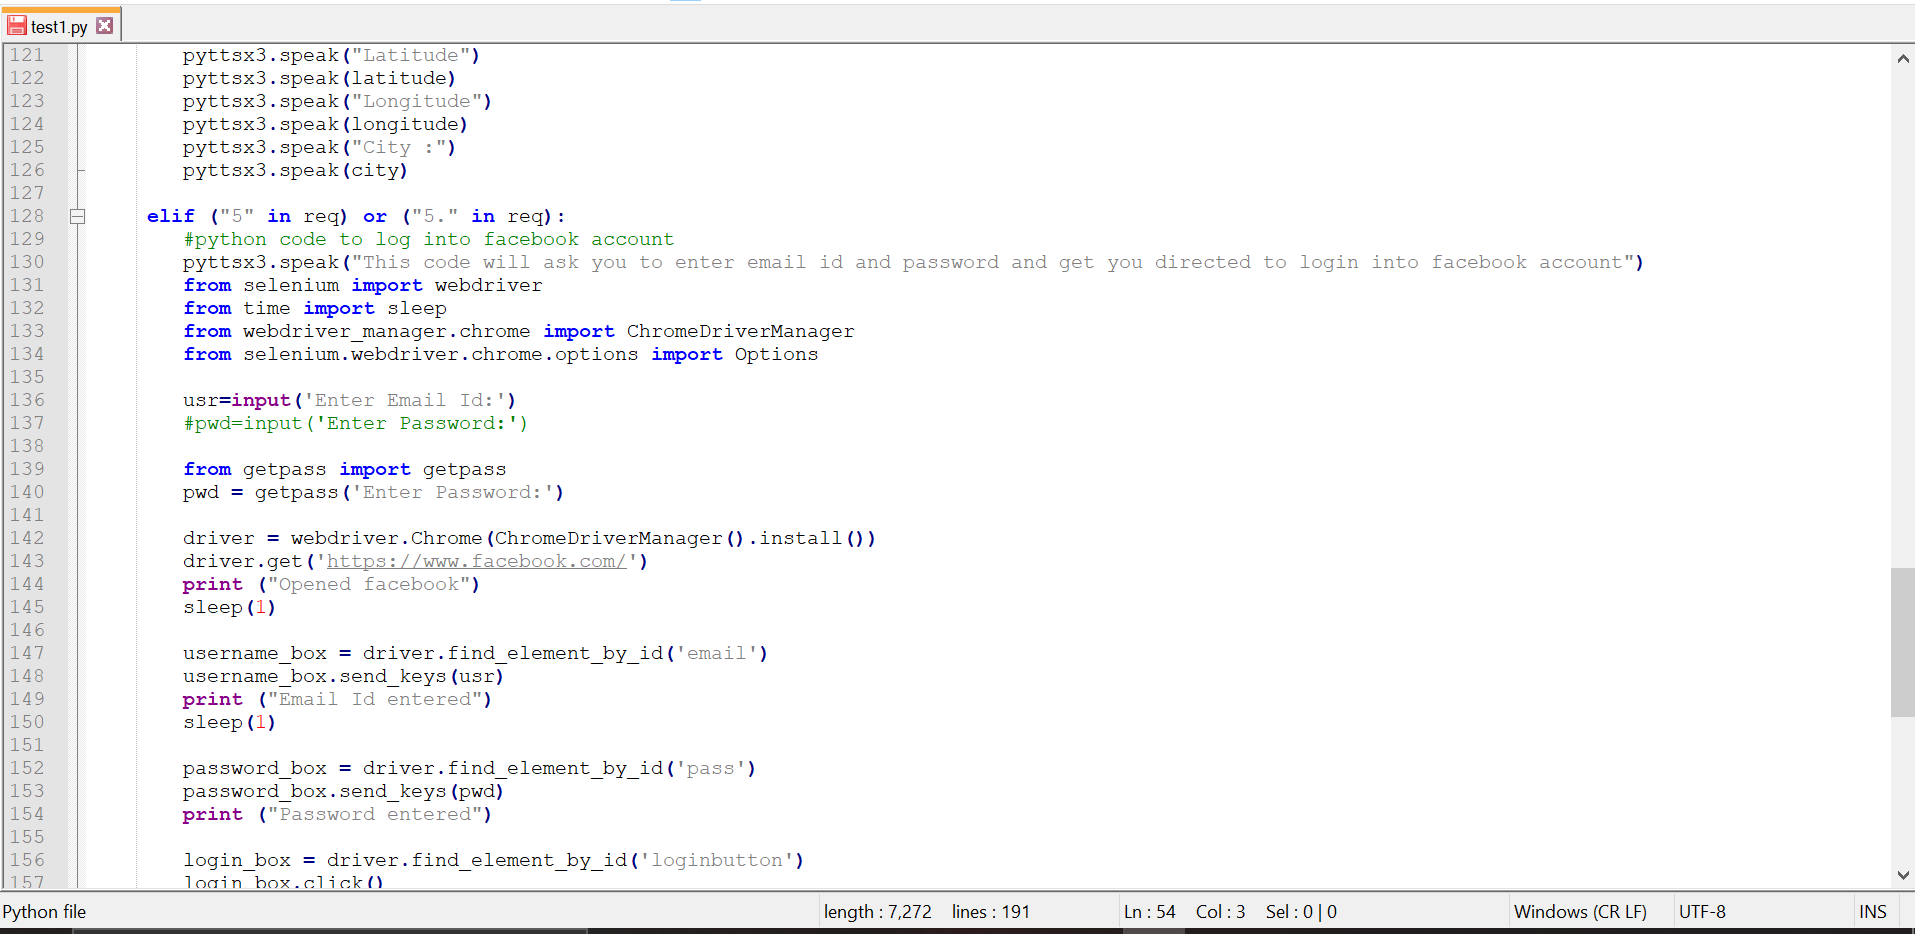 test1.py
121 pyttsx3.speak("Latitude")
122 pyttsx3.speak(latitude)
123 pyttsx3.speak("Longitude")
124 pyttsx3.speak(longitude)
125 pyttsx3.speak("City :")
126 pyttsx3.speak(city)
127
128 elif ("5" in req) or ("5." in req):
129 #python code to log into facebook account
130 pyttsx3.speak("This code will ask you to enter email id and password and get you directed to login into facebook account")
131 from selenium import webdriver
132 from time import sleep
133 from webdriver_manager.chrome import ChromeDriverManager
134 from selenium.webdriver.chrome.options import Options
135
136 usr=input('Enter Email Id:')
137 #pwd=input('Enter Password:')
138
139 from getpass import getpass
140 pwd = getpass('Enter Password:')
141
142 driver = webdriver.Chrome(ChromeDriverManager().install())
143 driver.get('https://www.facebook.com/')
144 print ("Opened facebook")
145 sleep(1)
146
147 username_box = driver.find_element_by_id('email')
148 username_box.send_keys(usr)
149 print ("Email Id entered")
150 sleep(1)
151
152 password_box = driver.find_element_by_id('pass')
153 password_box.send_keys(pwd)
154 print ("Password entered")
155
156 login_box = driver.find_element_by_id('loginbutton')
157 login_box.click()
Python file length : 7,272 lines : 191 Ln : 54 Col : 3 Sel : 0 | 0 Windows (CR LF) UTF-8 INS